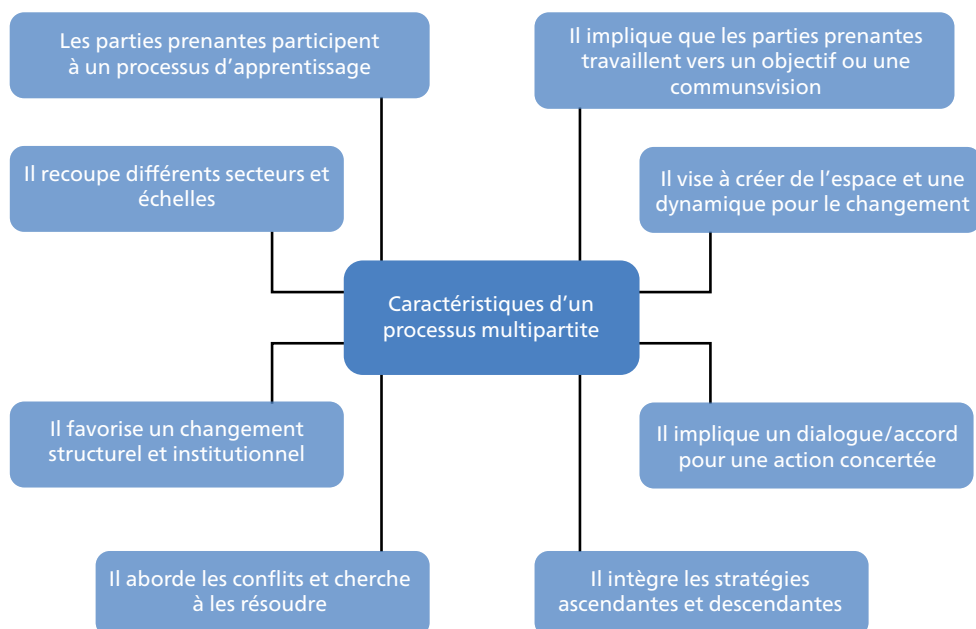 Les parties prenantes participent
à un processus d'apprentissage
Il implique que les parties prenantes
travaillent vers un objectif ou une
communsvision
Il recoupe différents secteurs et
échelles
Il vise à créer de l'espace et une
dynamique pour le changement
Caractéristiques d'un
processus multipartite
Il favorise un changement
structurel et institutionnel
Il implique un dialogue/accord
pour une action concertée
Il aborde les conflits et cherche
à les résoudre
Il intègre les stratégies
ascendantes et descendantes